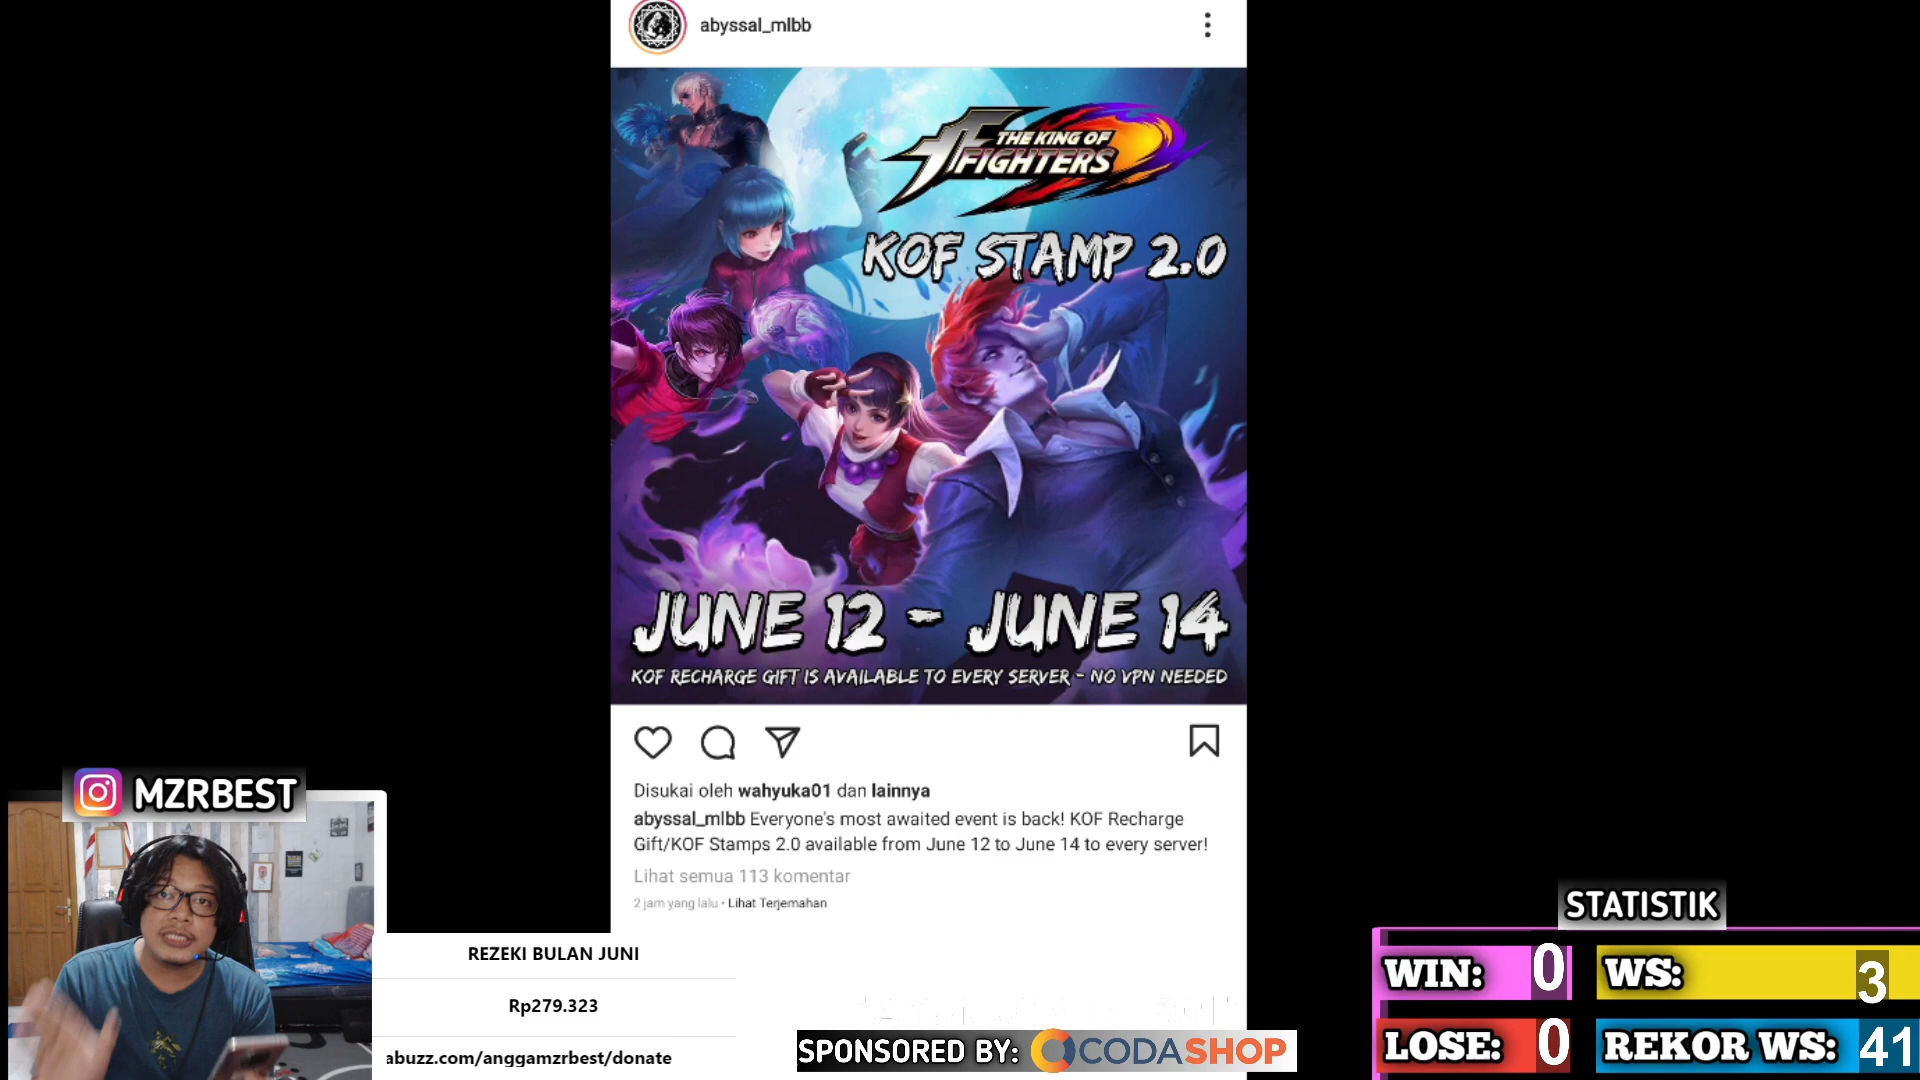 abyssal_mlbb
THE KING OF
FIGHTERS
KOF STAMP 2.0
JUNE 12 - JUNE 14
KOF RECHARGE GIFT IS AVAILABLE TO EVERY SERVER - NO VPN NEEDED
Disukai oleh wahyuka01 dan lainnya
abyssal_mlbb Everyone's most awaited event is back! KOF Recharge
Gift/KOF Stamps 2.0 available from June 12 to June 14 to every server!
Lihat semua 113 komentar
2 jam yang lalu • Lihat Terjemahan
MZRBEST
REZEKI BULAN JUNI
Rp279.323
abuzz.com/anggamzrbest/donate
SPONSORED BY: CODASHOP
STATISTIK
WIN: 0
WS: 3
LOSE: 0
REKOR WS: 41